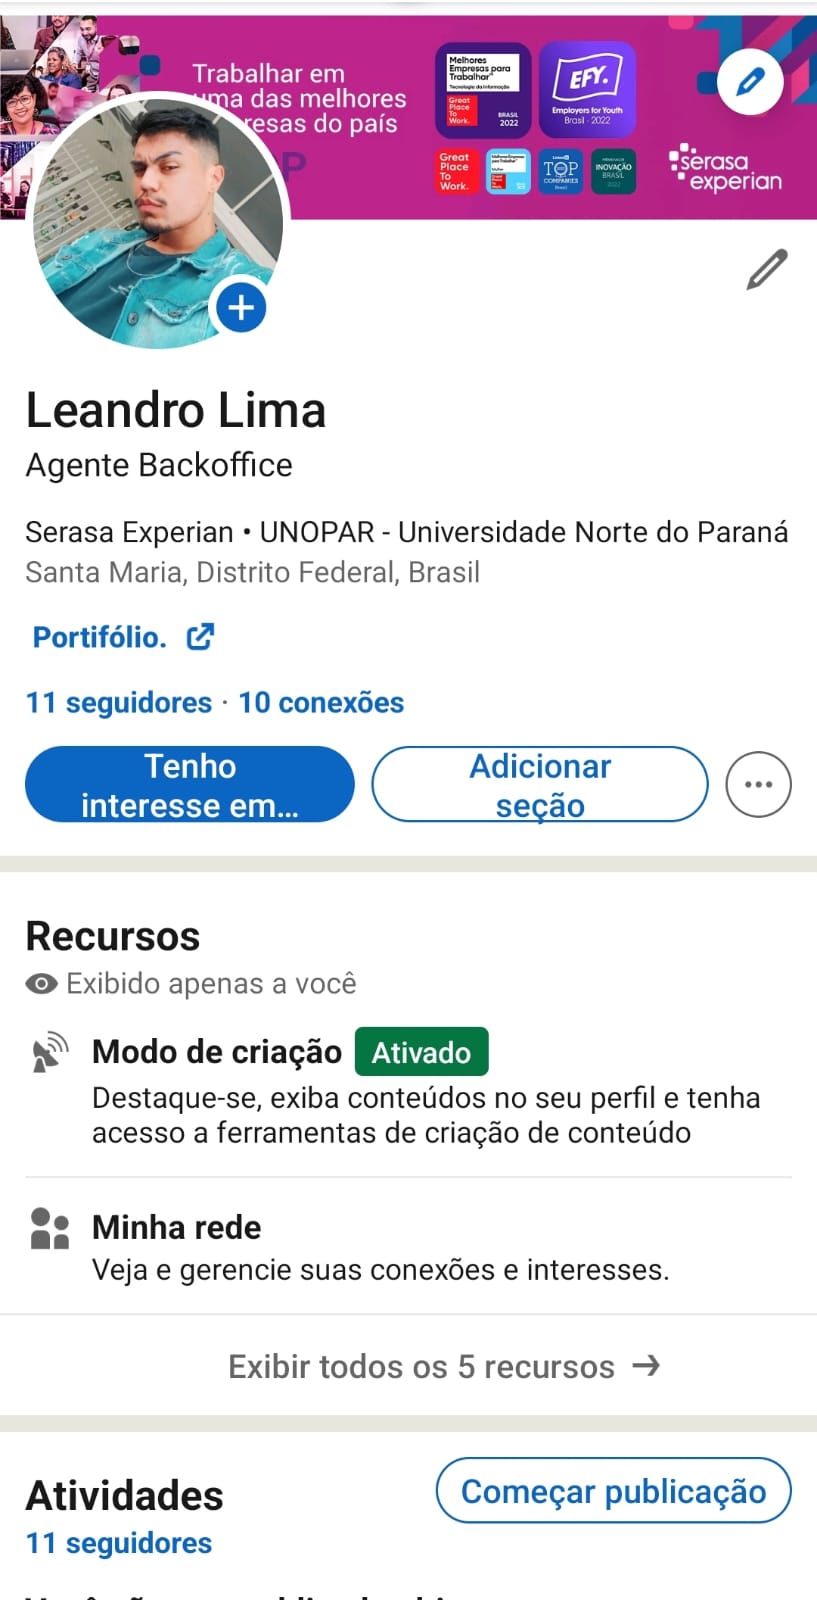 Trabalhar em
uma das melhores
resas do país
Melhores
Empresas para
Trabalhar
Tecnologia da Informação
Great
Place
To
Work.
BRASIL
2022
EFY.
Employers for Youth
Brasil · 2022
Great
Place
To
Work.
TOP
COMPANIES
INOVAÇÃO
BRASIL
serasa
experian
Leandro Lima
Agente Backoffice
Serasa Experian • UNOPAR - Universidade Norte do Paraná
Santa Maria, Distrito Federal, Brasil
Portifólio.
11 seguidores · 10 conexões
Tenho
interesse em...
Adicionar
seção
Recursos
Exibido apenas a você
Modo de criação Ativado
Destaque-se, exiba conteúdos no seu perfil e tenha
acesso a ferramentas de criação de conteúdo
Minha rede
Veja e gerencie suas conexões e interesses.
Exibir todos os 5 recursos →
Atividades
Começar publicação
11 seguidores